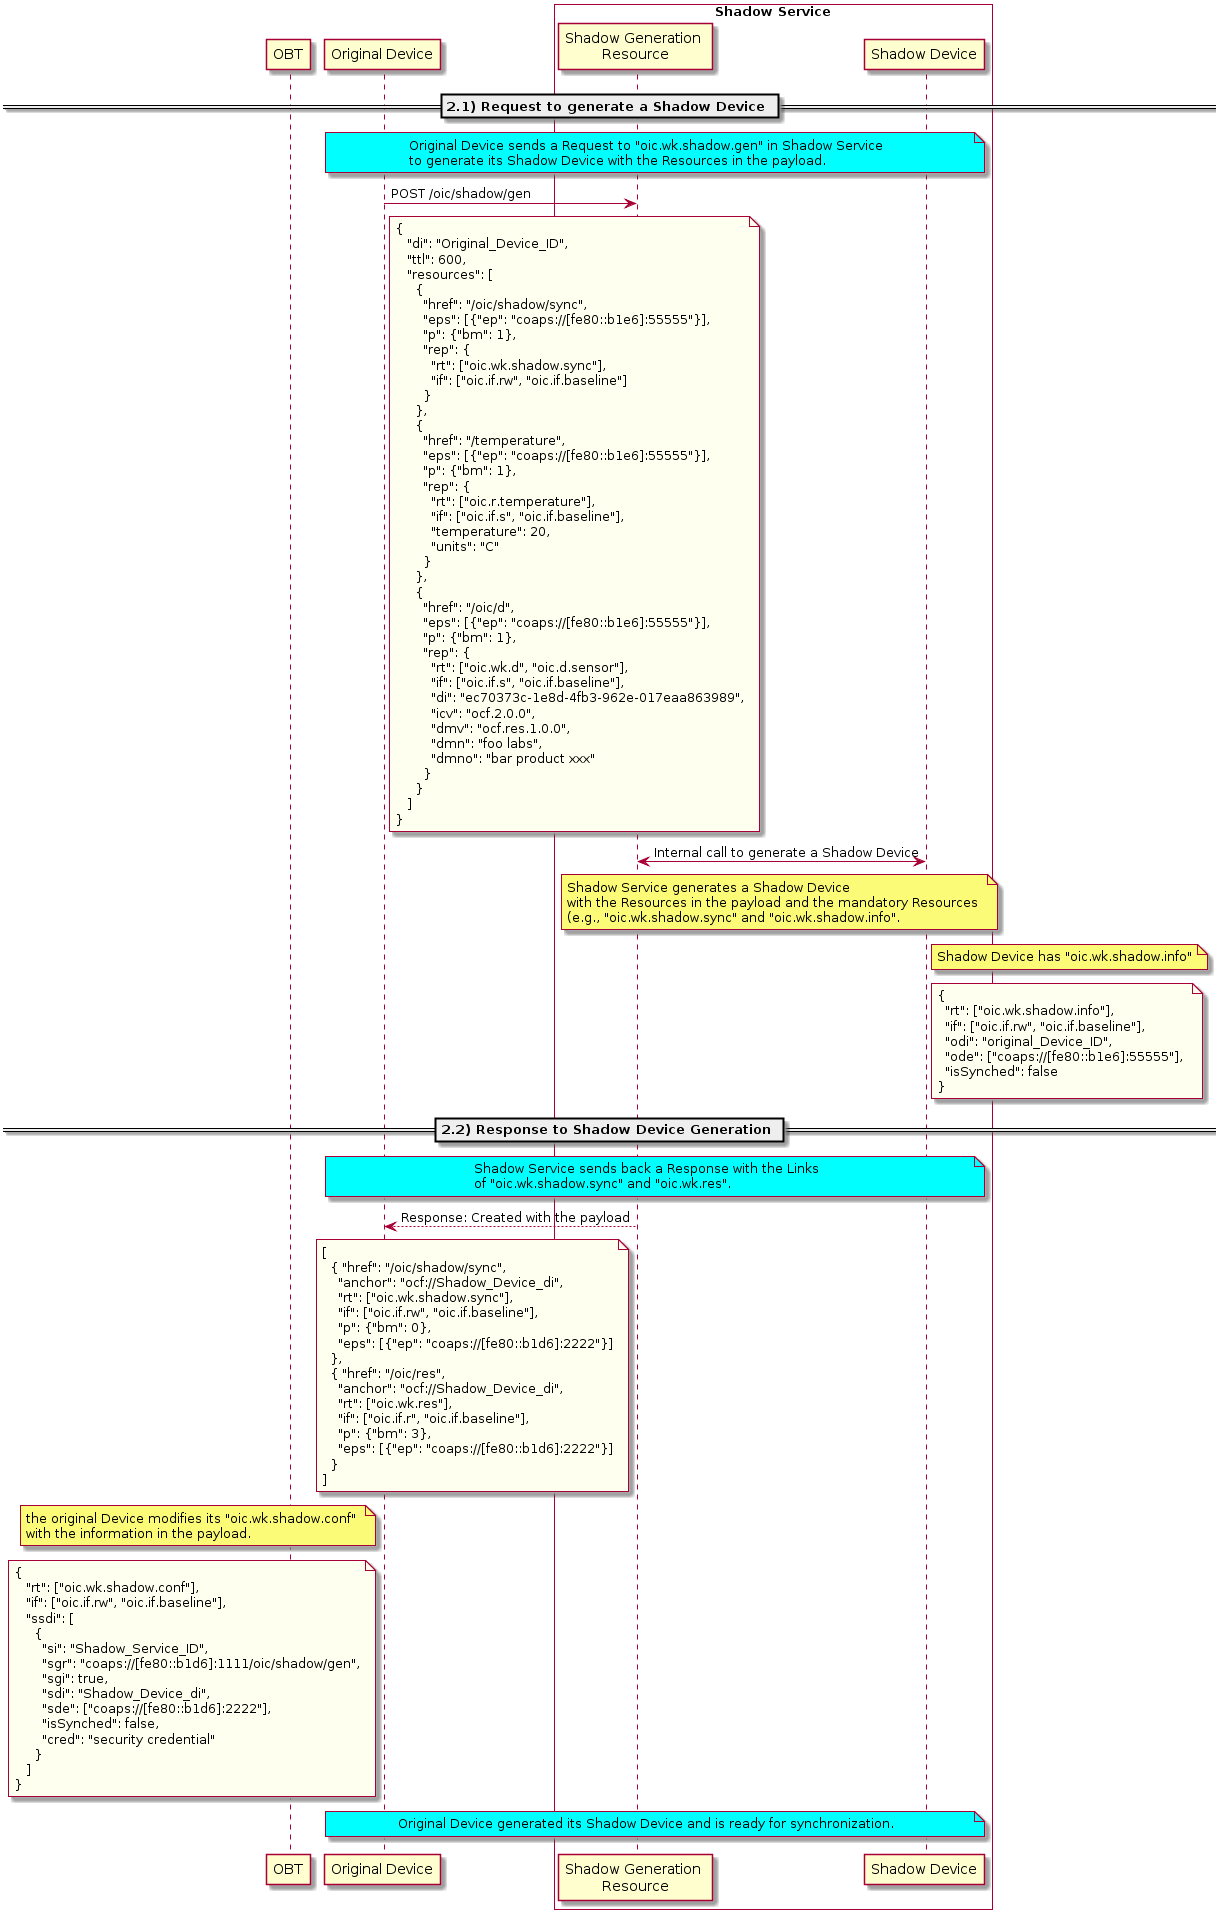 Shadow Service
OBT
Original Device
Shadow Generation
Resource
Shadow Device
2.1) Request to generate a Shadow Device
Original Device sends a Request to "oic.wk.shadow.gen" in Shadow Service
to generate its Shadow Device with the Resources in the payload.
POST /oic/shadow/gen
{
"di": "Original_Device_ID",
"ttl": 600,
"resources": [
{
"href": "/oic/shadow/sync",
"eps": [{"ep": "coaps://[fe80::b1e6]:55555"}],
"p": {"bm": 1},
"rep": {
"rt": ["oic.wk.shadow.sync"],
"if": ["oic.if.rw", "oic.if.baseline"]
}
},
{
"href": "/temperature",
"eps": [{"ep": "coaps://[fe80::b1e6]:55555"}],
"p": {"bm": 1},
"rep": {
"rt": ["oic.r.temperature"],
"if": ["oic.if.s", "oic.if.baseline"],
"temperature": 20,
"units": "C"
}
},
{
"href": "/oic/d",
"eps": [{"ep": "coaps://[fe80::b1e6]:55555"}],
"p": {"bm": 1},
"rep": {
"rt": ["oic.wk.d", "oic.d.sensor"],
"if": ["oic.if.s", "oic.if.baseline"],
"di": "ec70373c-1e8d-4fb3-962e-017eaa863989",
"icv": "ocf.2.0.0",
"dmv": "ocf.res.1.0.0",
"dmn": "foo labs",
"dmno": "bar product xxx"
}
}
]
}
Internal call to generate a Shadow Device
Shadow Service generates a Shadow Device
with the Resources in the payload and the mandatory Resources
(e.g., "oic.wk.shadow.sync" and "oic.wk.shadow.info".
Shadow Device has "oic.wk.shadow.info"
{
"rt": ["oic.wk.shadow.info"],
"if": ["oic.if.rw", "oic.if.baseline"],
"odi": "original_Device_ID",
"ode": ["coaps://[fe80::b1e6]:55555"],
"isSynched": false
}
2.2) Response to Shadow Device Generation
Shadow Service sends back a Response with the Links
of "oic.wk.shadow.sync" and "oic.wk.res".
Response: Created with the payload
[
{ "href": "/oic/shadow/sync",
"anchor": "ocf://Shadow_Device_di",
"rt": ["oic.wk.shadow.sync"],
"if": ["oic.if.rw", "oic.if.baseline"],
"p": {"bm": 0},
"eps": [{"ep": "coaps://[fe80::b1d6]:2222"}]
},
{ "href": "/oic/res",
"anchor": "ocf://Shadow_Device_di",
"rt": ["oic.wk.res"],
"if": ["oic.if.r", "oic.if.baseline"],
"p": {"bm": 3},
"eps": [{"ep": "coaps://[fe80::b1d6]:2222"}]
}
]
the original Device modifies its "oic.wk.shadow.conf"
with the information in the payload.
{
"rt": ["oic.wk.shadow.conf"],
"if": ["oic.if.rw", "oic.if.baseline"],
"ssdi": [
{
"si": "Shadow_Service_ID",
"sgr": "coaps://[fe80::b1d6]:1111/oic/shadow/gen",
"sgi": true,
"sdi": "Shadow_Device_di",
"sde": ["coaps://[fe80::b1d6]:2222"],
"isSynched": false,
"cred": "security credential"
}
]
}
Original Device generated its Shadow Device and is ready for synchronization.
OBT
Original Device
Shadow Generation
Resource
Shadow Device